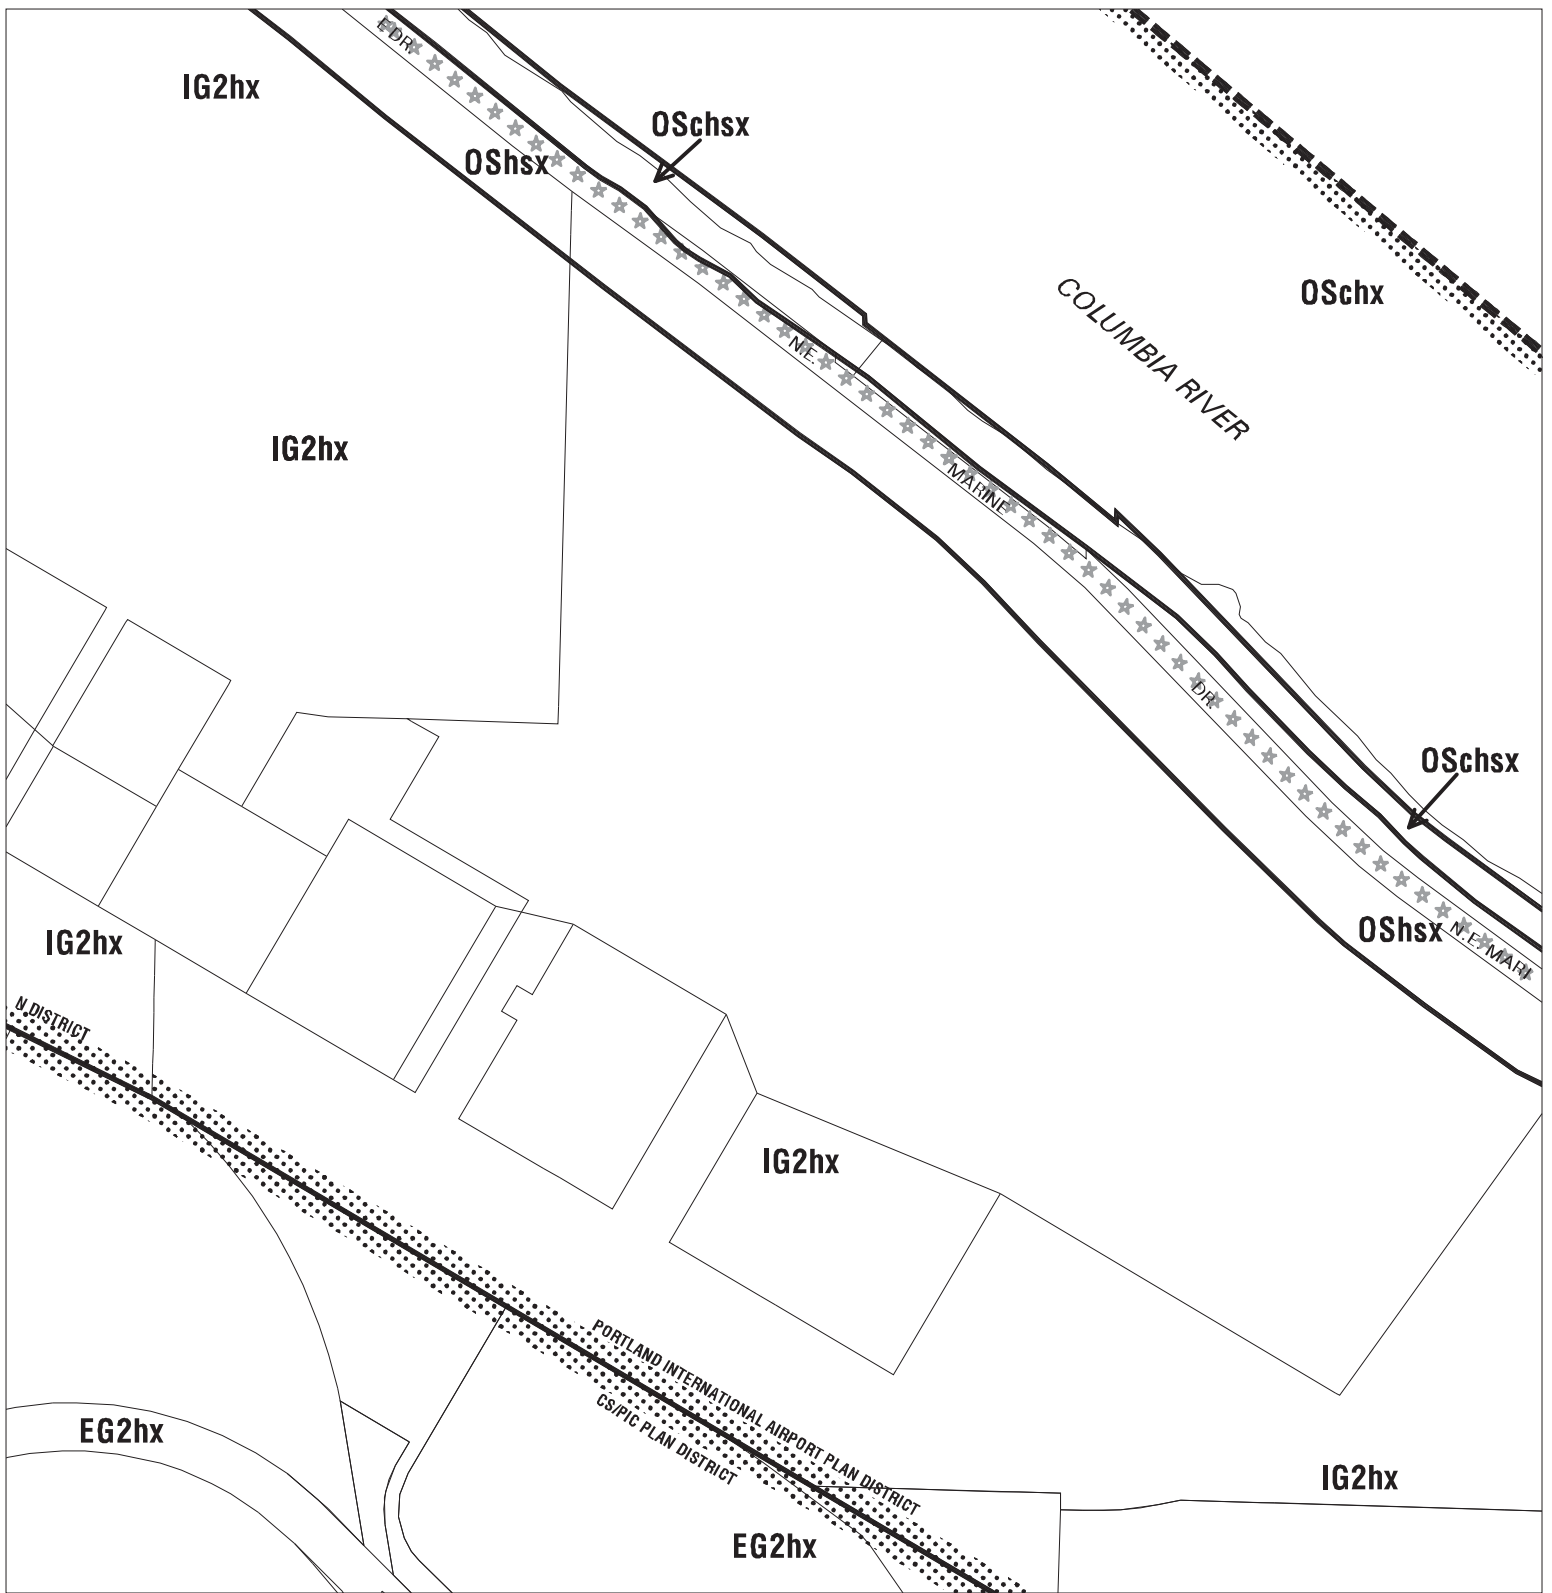 E DR.
IG2hx
OSchsx
OShsx
OSchx
COLUMBIA RIVER
N.E.
IG2hx
MARINE
DR.
OSchsx
OShsx
N.E. MARI
IG2hx
N DISTRICT
IG2hx
PORTLAND INTERNATIONAL AIRPORT PLAN DISTRICT
CS/PIC PLAN DISTRICT
EG2hx
IG2hx
EG2hx